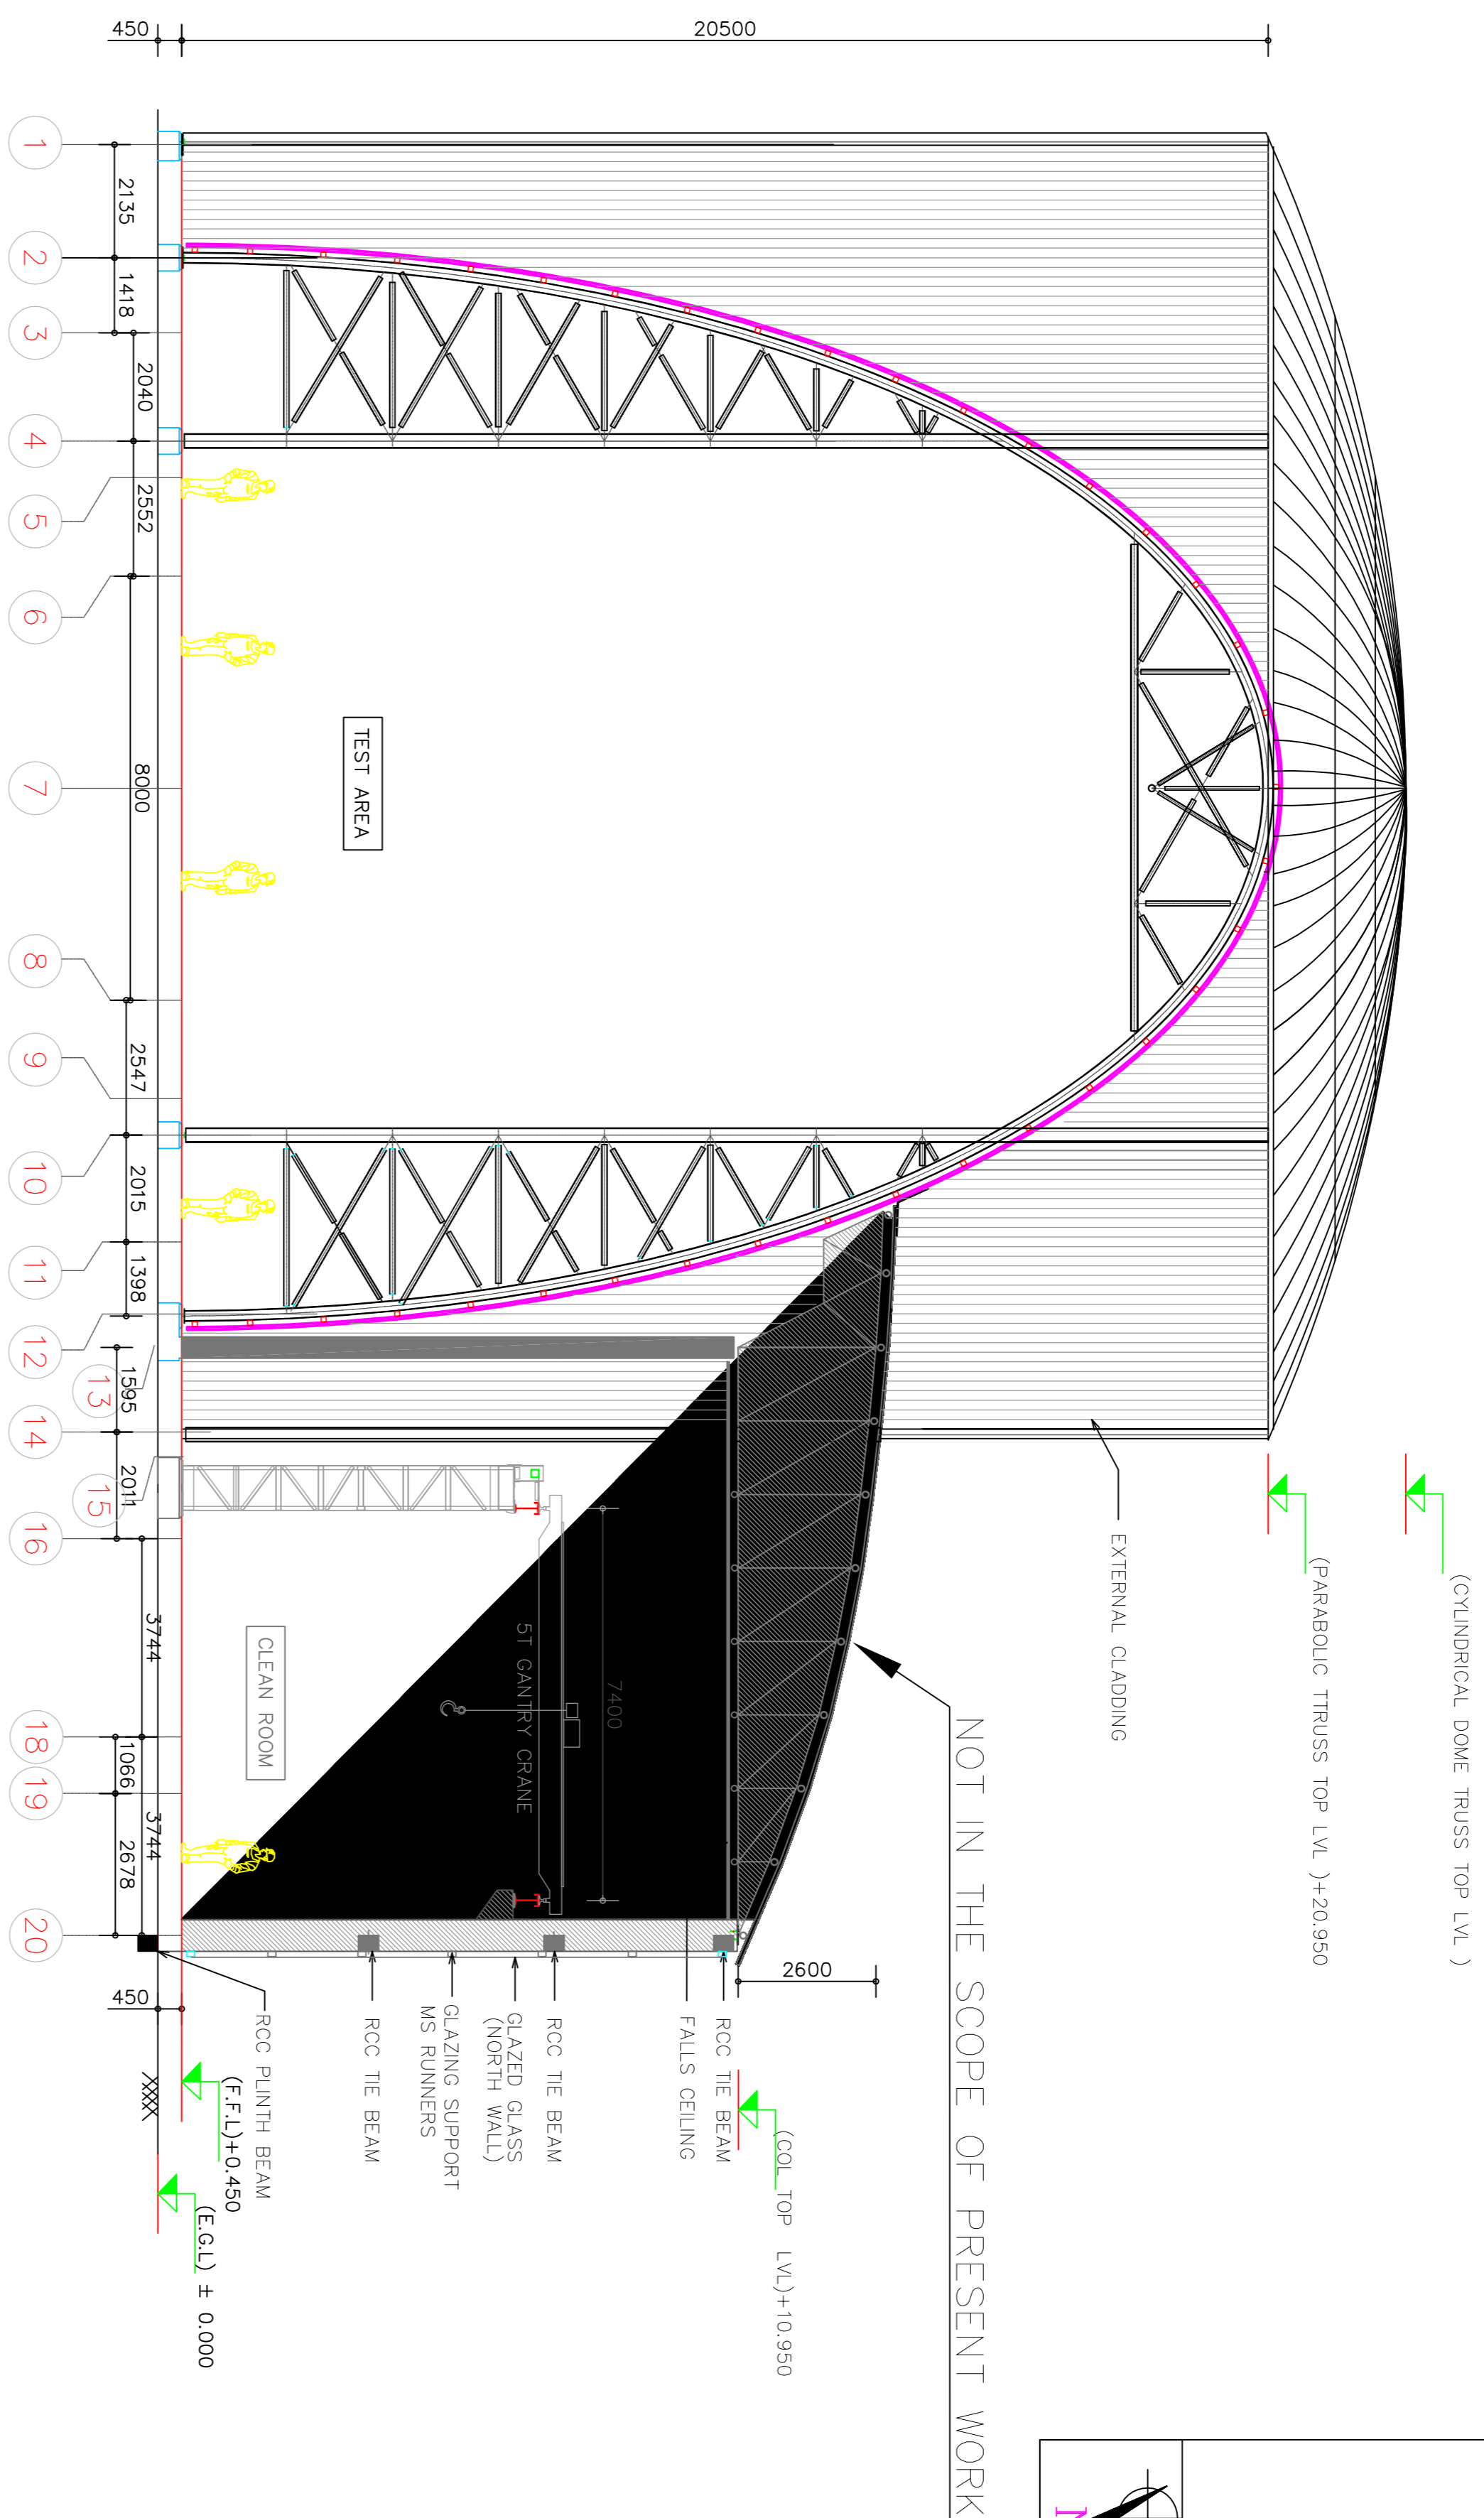 450
20500
1
2
3
4
5
6
7
8
9
10
11
12
13
14
15
16
18
19
20
2135
1418
2040
2552
8000
2547
2015
1398
1595
2011
3744
1066
3744
2678
450
TEST AREA
CLEAN ROOM
5T GANTRY CRANE
7400
2600
(CYLINDRICAL DOME TRUSS TOP LVL )
(PARABOLIC TTRUSS TOP LVL )+20.950
EXTERNAL CLADDING
NOT IN THE SCOPE OF PRESENT WORK
(COL TOP LVL)+10.950
RCC TIE BEAM
FALLS CEILING
RCC TIE BEAM
GLAZED GLASS
(NORTH WALL)
GLAZING SUPPORT
MS RUNNERS
RCC TIE BEAM
RCC PLINTH BEAM
(F.F.L)+0.450
(E.G.L) ± 0.000
N